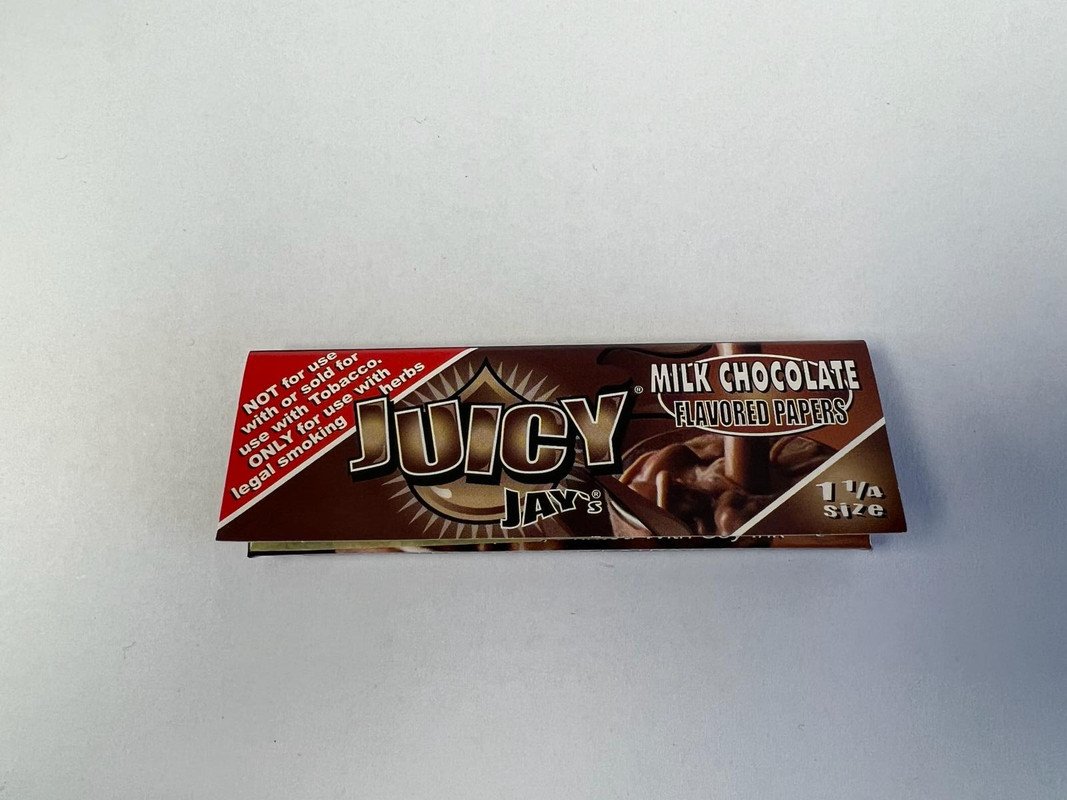 NOT for use
with or sold for
use with Tobacco.
ONLY for use with
legal smoking herbs
JUICY®
JAY's®
MILK CHOCOLATE
FLAVORED PAPERS
1 1/4
size